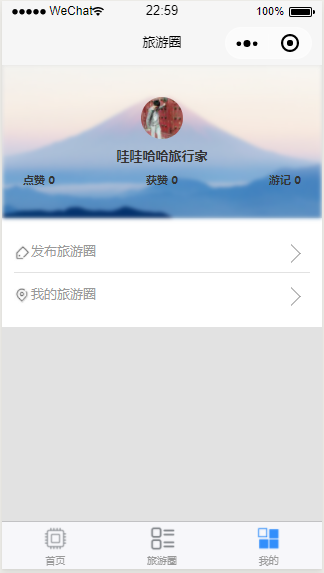 WeChat 22:59 100%
旅游圈
哇哇哈哈旅行家
点赞 0 获赞 0 游记 0
发布旅游圈
我的旅游圈
首页 旅游圈 我的